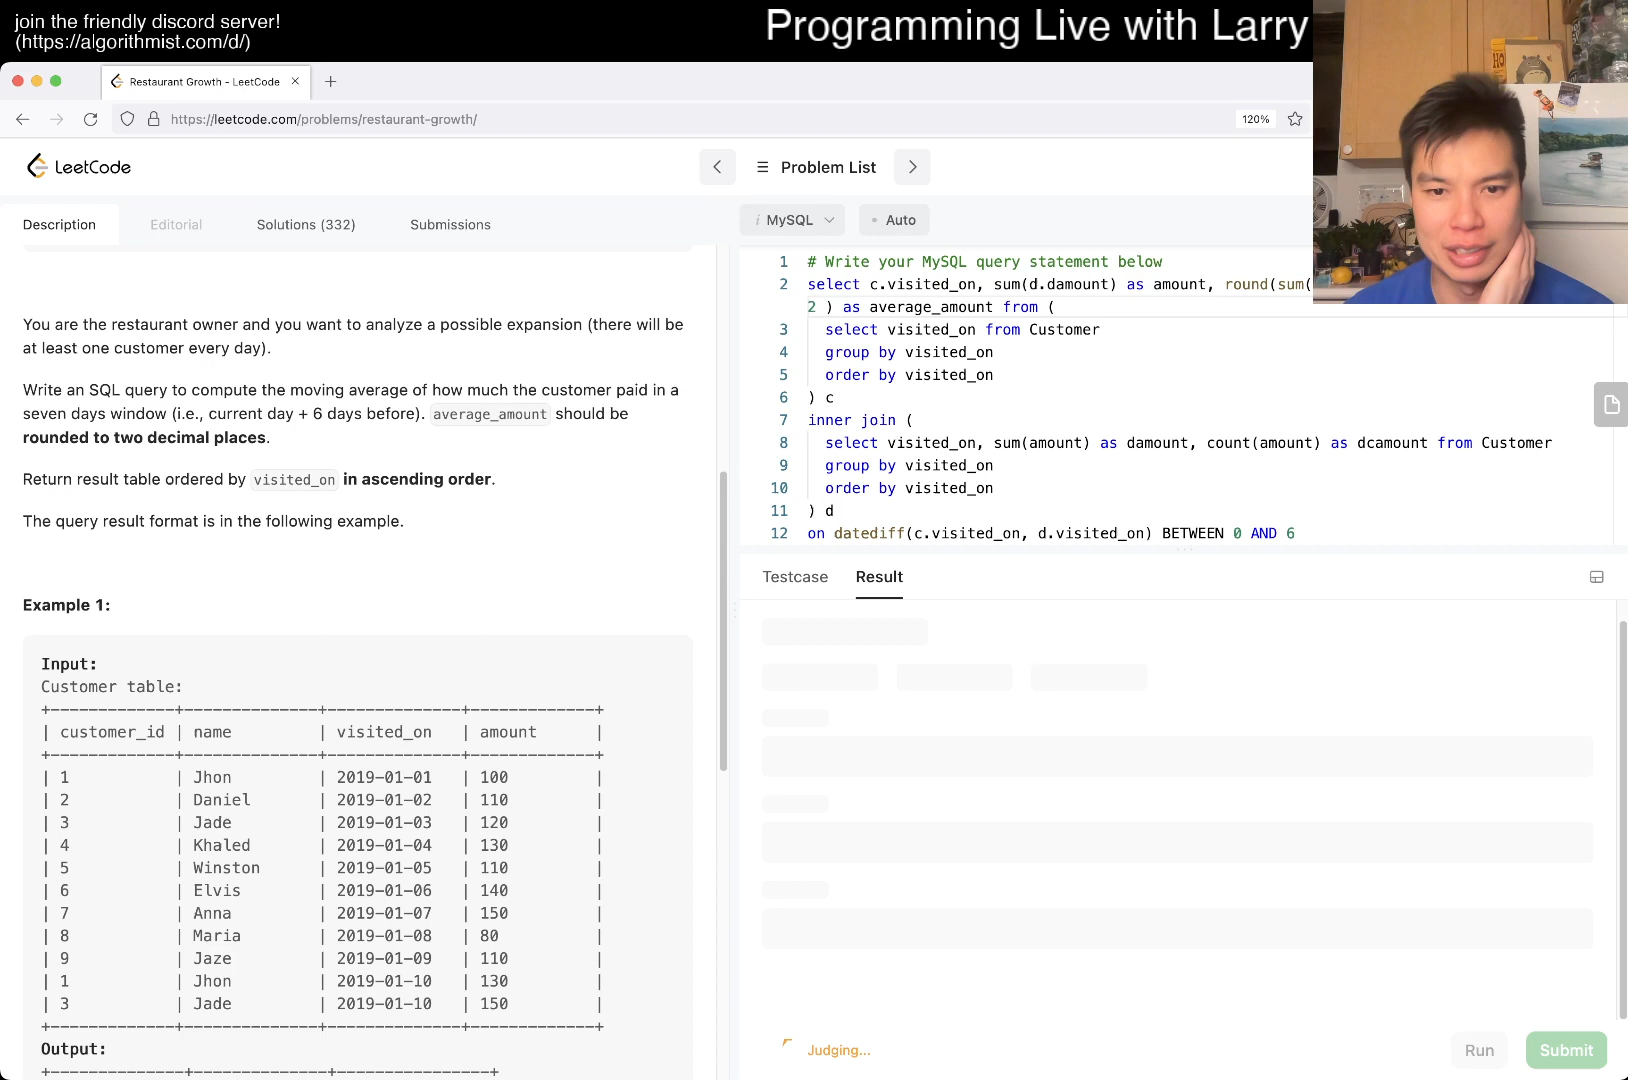 join the friendly discord server!
(https://algorithmist.com/d/)
Programming Live with Larry
Restaurant Growth - LeetCode
https://leetcode.com/problems/restaurant-growth/
120%
LeetCode
Problem List
Description
Editorial
Solutions (332)
Submissions
i MySQL
Auto
You are the restaurant owner and you want to analyze a possible expansion (there will be
at least one customer every day).
Write an SQL query to compute the moving average of how much the customer paid in a
seven days window (i.e., current day + 6 days before). average_amount should be
rounded to two decimal places.
Return result table ordered by visited_on in ascending order.
The query result format is in the following example.
Example 1:
Input:
Customer table:
+-------------+--------------+--------------+-------------+
| customer_id | name         | visited_on   | amount      |
+-------------+--------------+--------------+-------------+
| 1           | Jhon         | 2019-01-01   | 100         |
| 2           | Daniel       | 2019-01-02   | 110         |
| 3           | Jade         | 2019-01-03   | 120         |
| 4           | Khaled       | 2019-01-04   | 130         |
| 5           | Winston      | 2019-01-05   | 110         |
| 6           | Elvis        | 2019-01-06   | 140         |
| 7           | Anna         | 2019-01-07   | 150         |
| 8           | Maria        | 2019-01-08   | 80          |
| 9           | Jaze         | 2019-01-09   | 110         |
| 1           | Jhon         | 2019-01-10   | 130         |
| 3           | Jade         | 2019-01-10   | 150         |
+-------------+--------------+--------------+-------------+
Output:
+--------------+--------------+----------------+
1 # Write your MySQL query statement below
2 select c.visited_on, sum(d.damount) as amount, round(sum(
2 ) as average_amount from (
3 select visited_on from Customer
4 group by visited_on
5 order by visited_on
6 ) c
7 inner join (
8 select visited_on, sum(amount) as damount, count(amount) as dcamount from Customer
9 group by visited_on
10 order by visited_on
11 ) d
12 on datediff(c.visited_on, d.visited_on) BETWEEN 0 AND 6
Testcase
Result
Judging...
Run
Submit